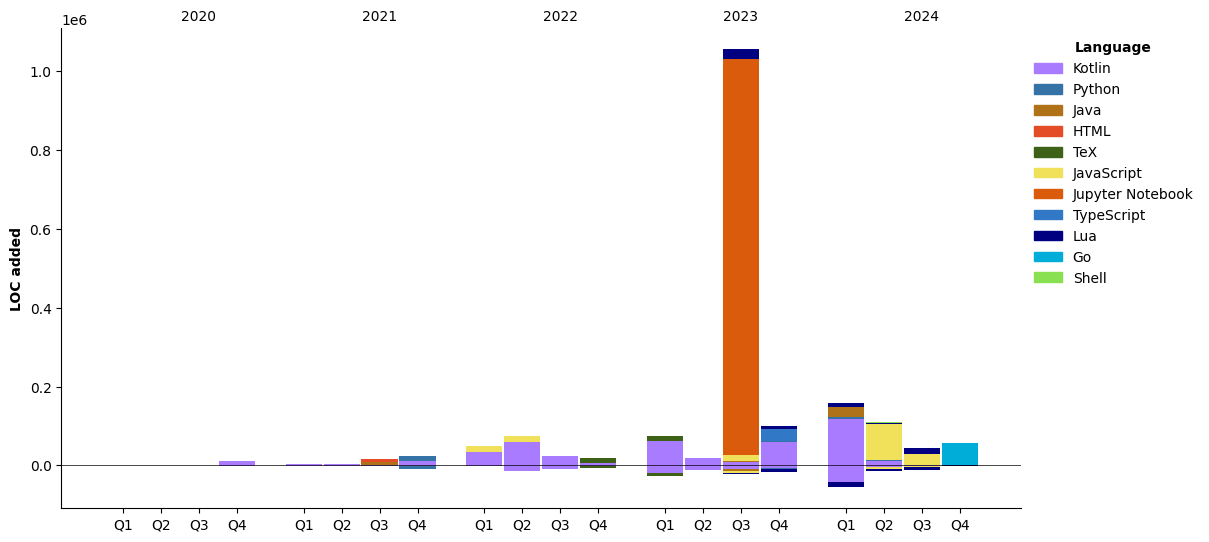 2020 2021 2022 2023 2024
1e6
Language
Kotlin
Python
Java
HTML
TeX
JavaScript
Jupyter Notebook
TypeScript
Lua
Go
Shell
LOC added
1.0
0.8
0.6
0.4
0.2
0.0
Q1 Q2 Q3 Q4 Q1 Q2 Q3 Q4 Q1 Q2 Q3 Q4 Q1 Q2 Q3 Q4 Q1 Q2 Q3 Q4